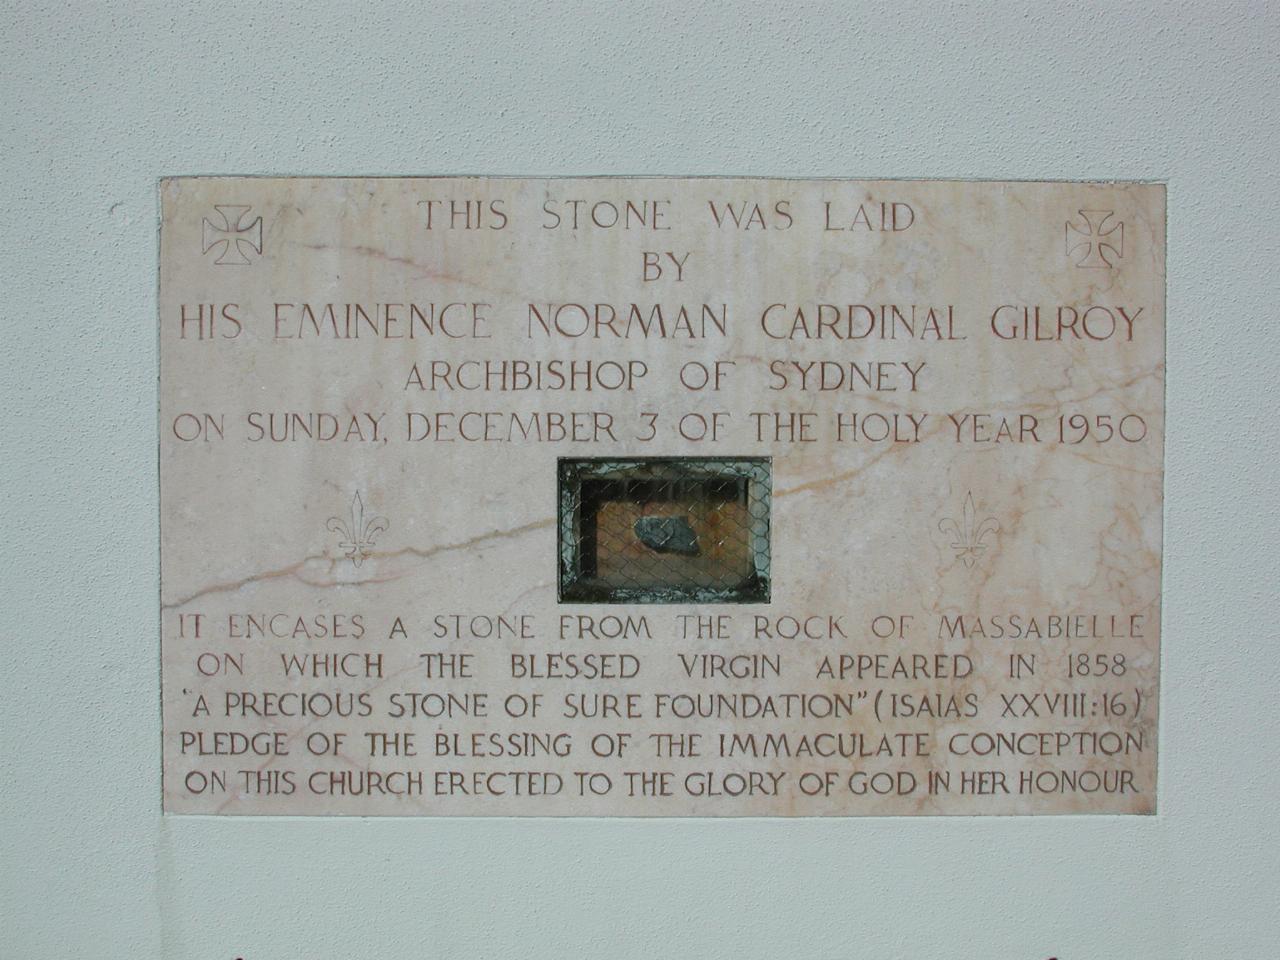 THIS STONE WAS LAID
BY
HIS EMINENCE NORMAN CARDINAL GILROY
ARCHBISHOP OF SYDNEY
ON SUNDAY, DECEMBER 3 OF THE HOLY YEAR 1950
IT ENCASES A STONE FROM THE ROCK OF MASSABIELLE
ON WHICH THE BLESSED VIRGIN APPEARED IN 1858
"A PRECIOUS STONE OF SURE FOUNDATION" (ISAIAS XXVIII:16)
PLEDGE OF THE BLESSING OF THE IMMACULATE CONCEPTION
ON THIS CHURCH ERECTED TO THE GLORY OF GOD IN HER HONOUR